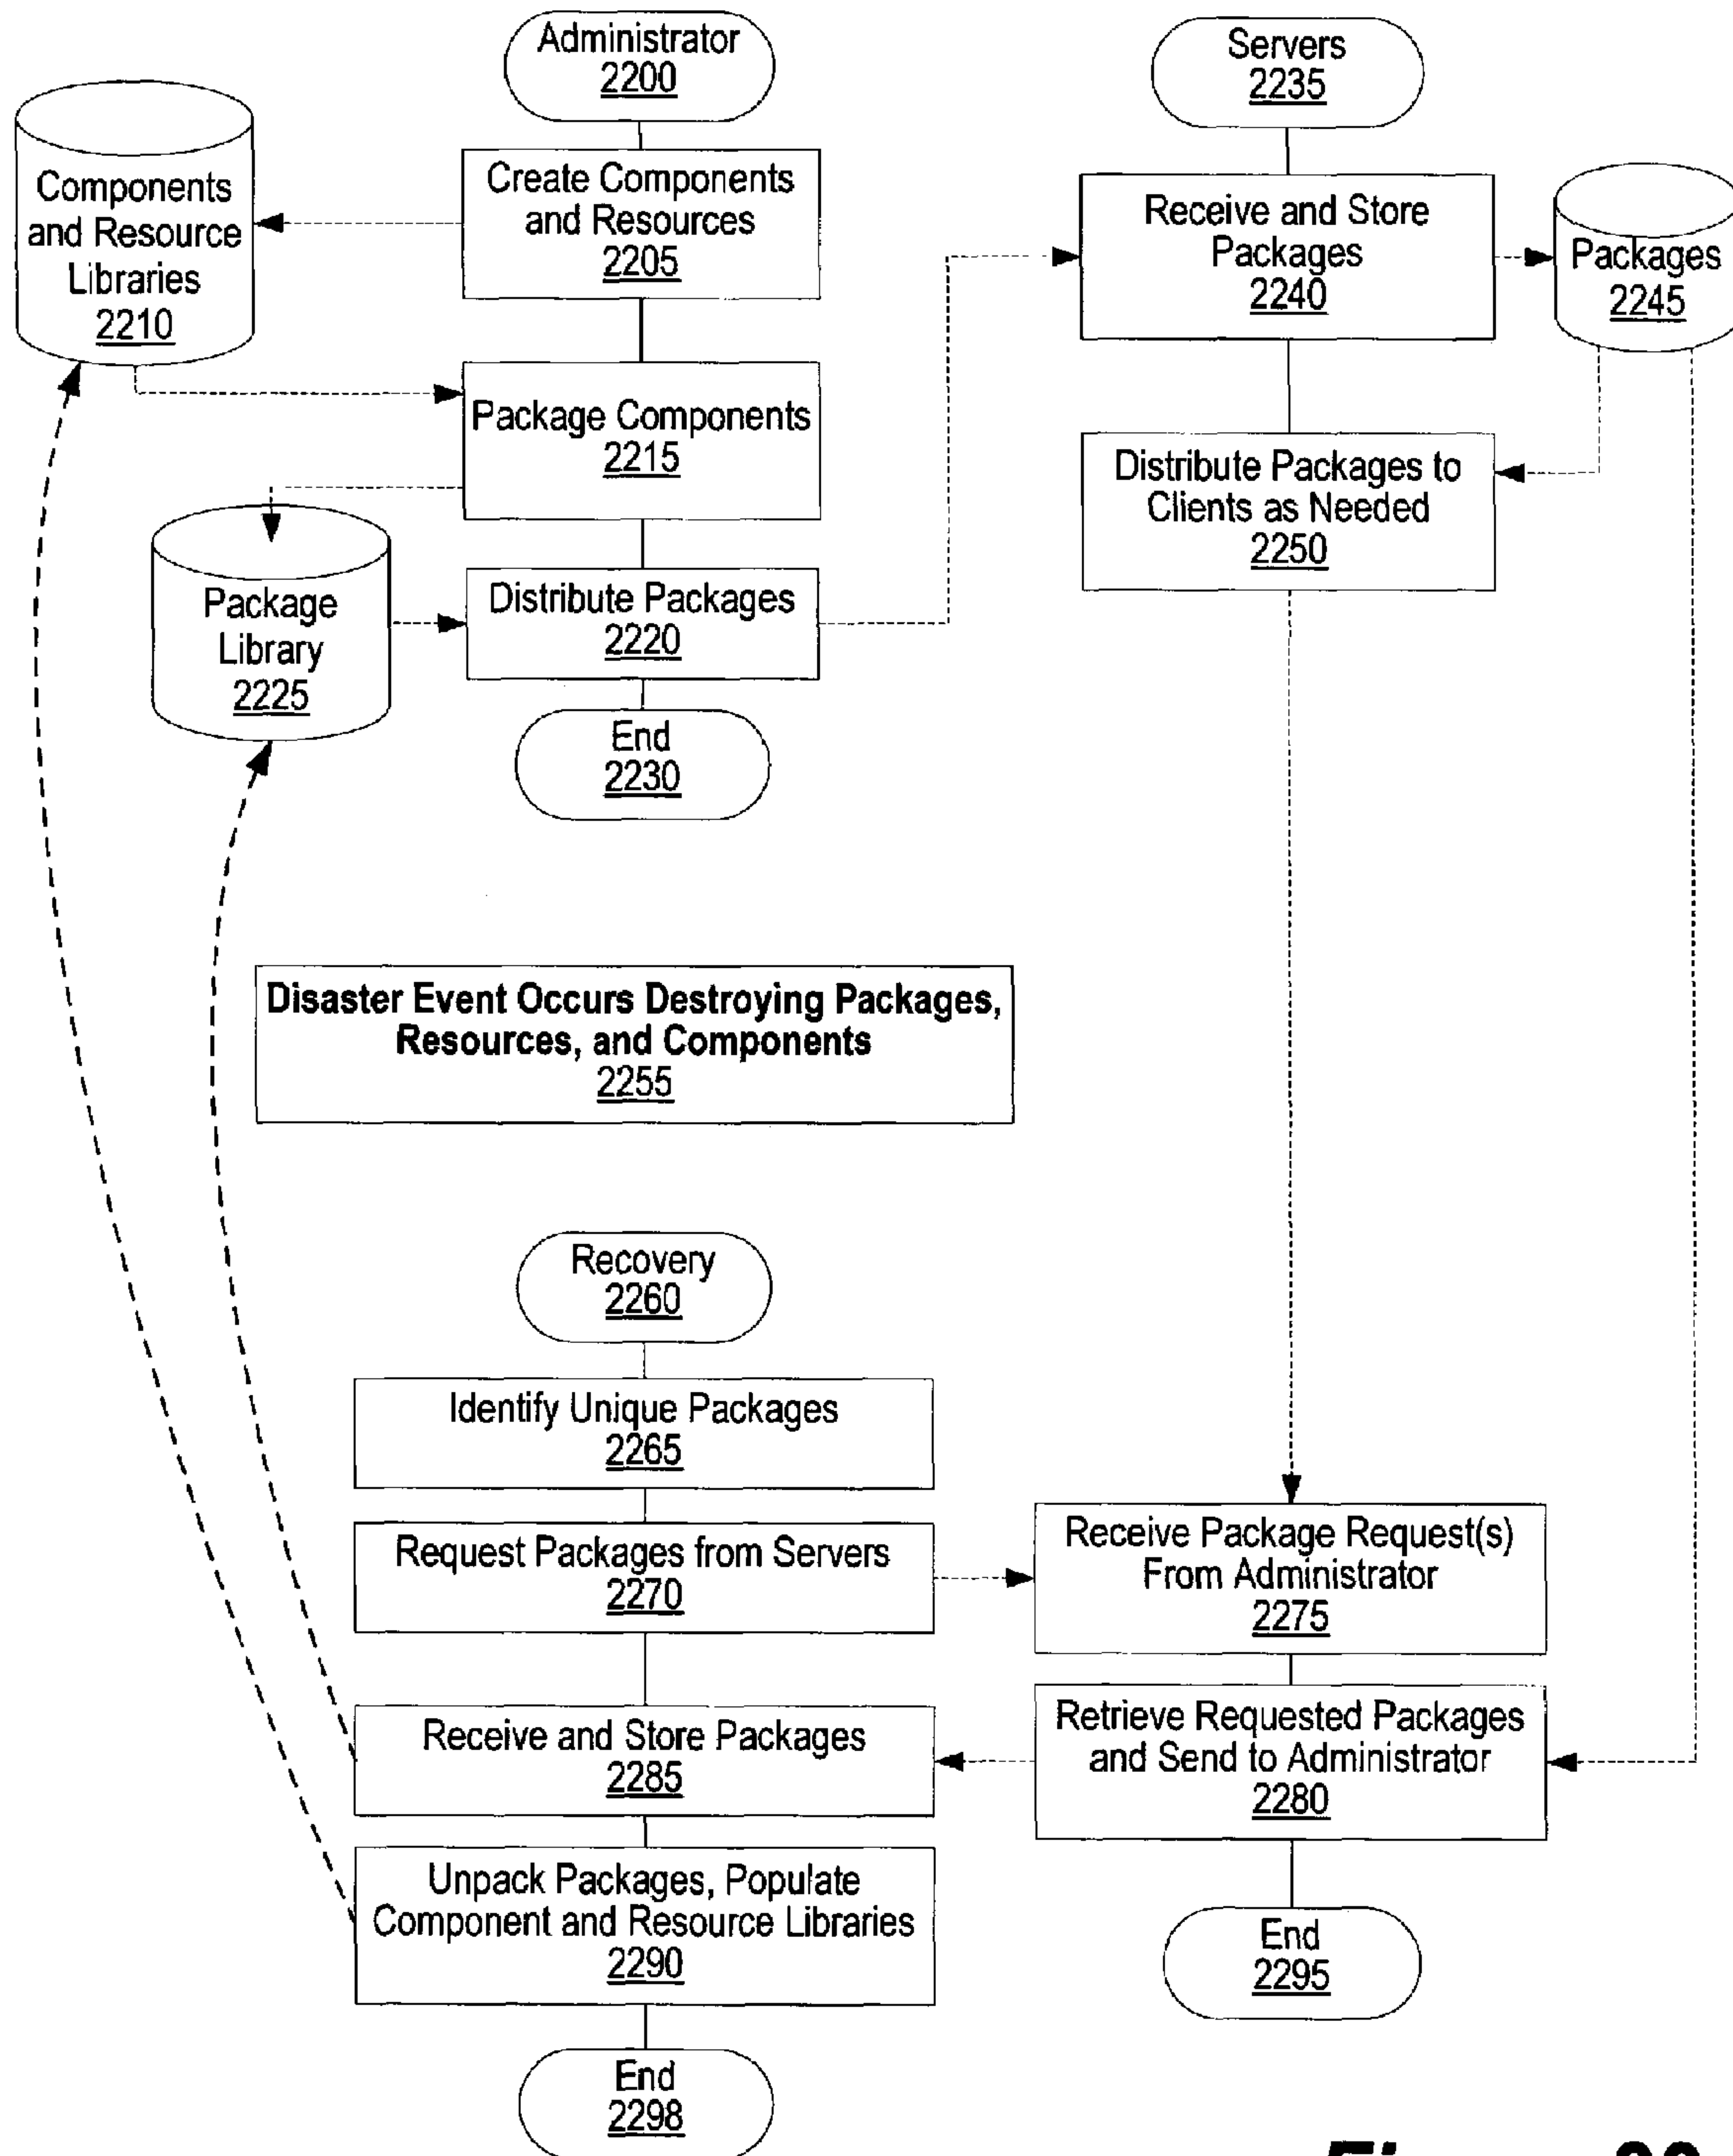 Administrator
2200
Servers
2235
Components
and Resource
Libraries
2210
Create Components
and Resources
2205
Receive and Store
Packages
2240
Packages
2245
Package Components
2215
Distribute Packages to
Clients as Needed
2250
Package
Library
2225
Distribute Packages
2220
End
2230
Disaster Event Occurs Destroying Packages,
Resources, and Components
2255
Recovery
2260
Identify Unique Packages
2265
Request Packages from Servers
2270
Receive Package Request(s)
From Administrator
2275
Receive and Store Packages
2285
Retrieve Requested Packages
and Send to Administrator
2280
Unpack Packages, Populate
Component and Resource Libraries
2290
End
2295
End
2298